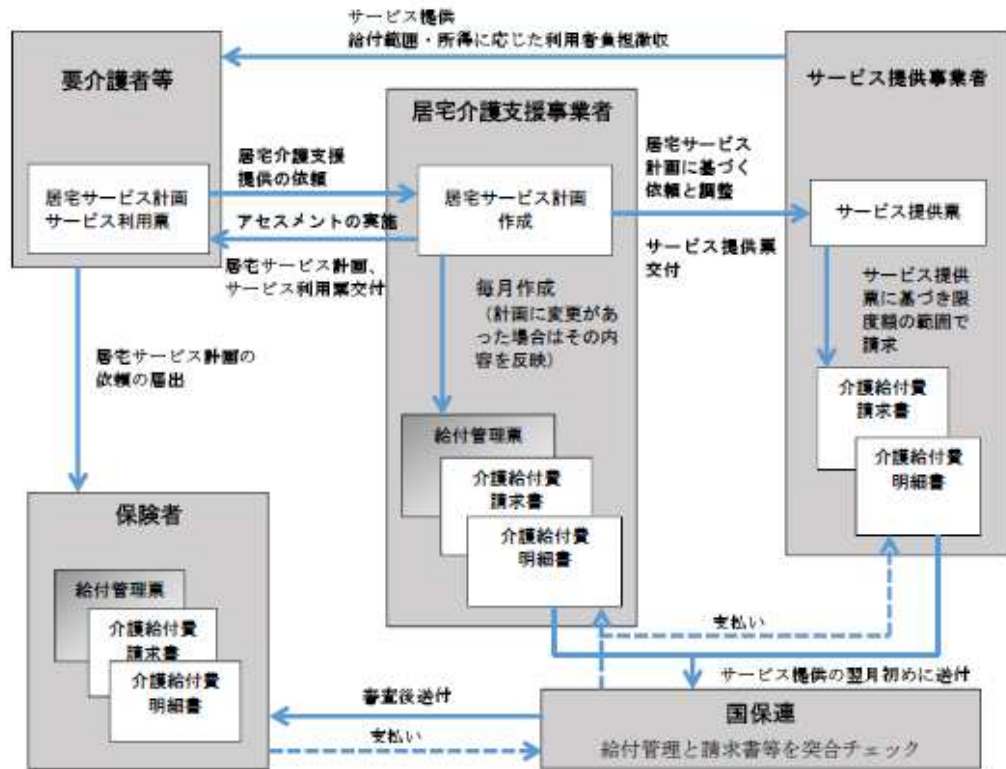 サービス提供
給付範囲・所得に応じた利用者負担徴収
要介護者等
サービス提供事業者
居宅介護支援事業者
居宅介護支援
提供の依頼
居宅サービス
計画に基づく
依頼と調整
居宅サービス計画
サービス利用票
居宅サービス計画
作成
サービス提供票
アセスメントの実施
居宅サービス計画、
サービス利用票交付
サービス提供票
交付
毎月作成
（計画に変更があ
った場合はその内
容を反映）
サービス提供
票に基づき限
度額の範囲で
請求
居宅サービス計画の
依頼の届出
介護給付費
請求書
介護給付費
明細書
給付管理票
介護給付費
請求書
介護給付費
明細書
保険者
給付管理票
介護給付費
請求書
介護給付費
明細書
支払い
サービス提供の翌月初めに送付
審査後送付
支払い
国保連
給付管理と請求書等を突合チェック